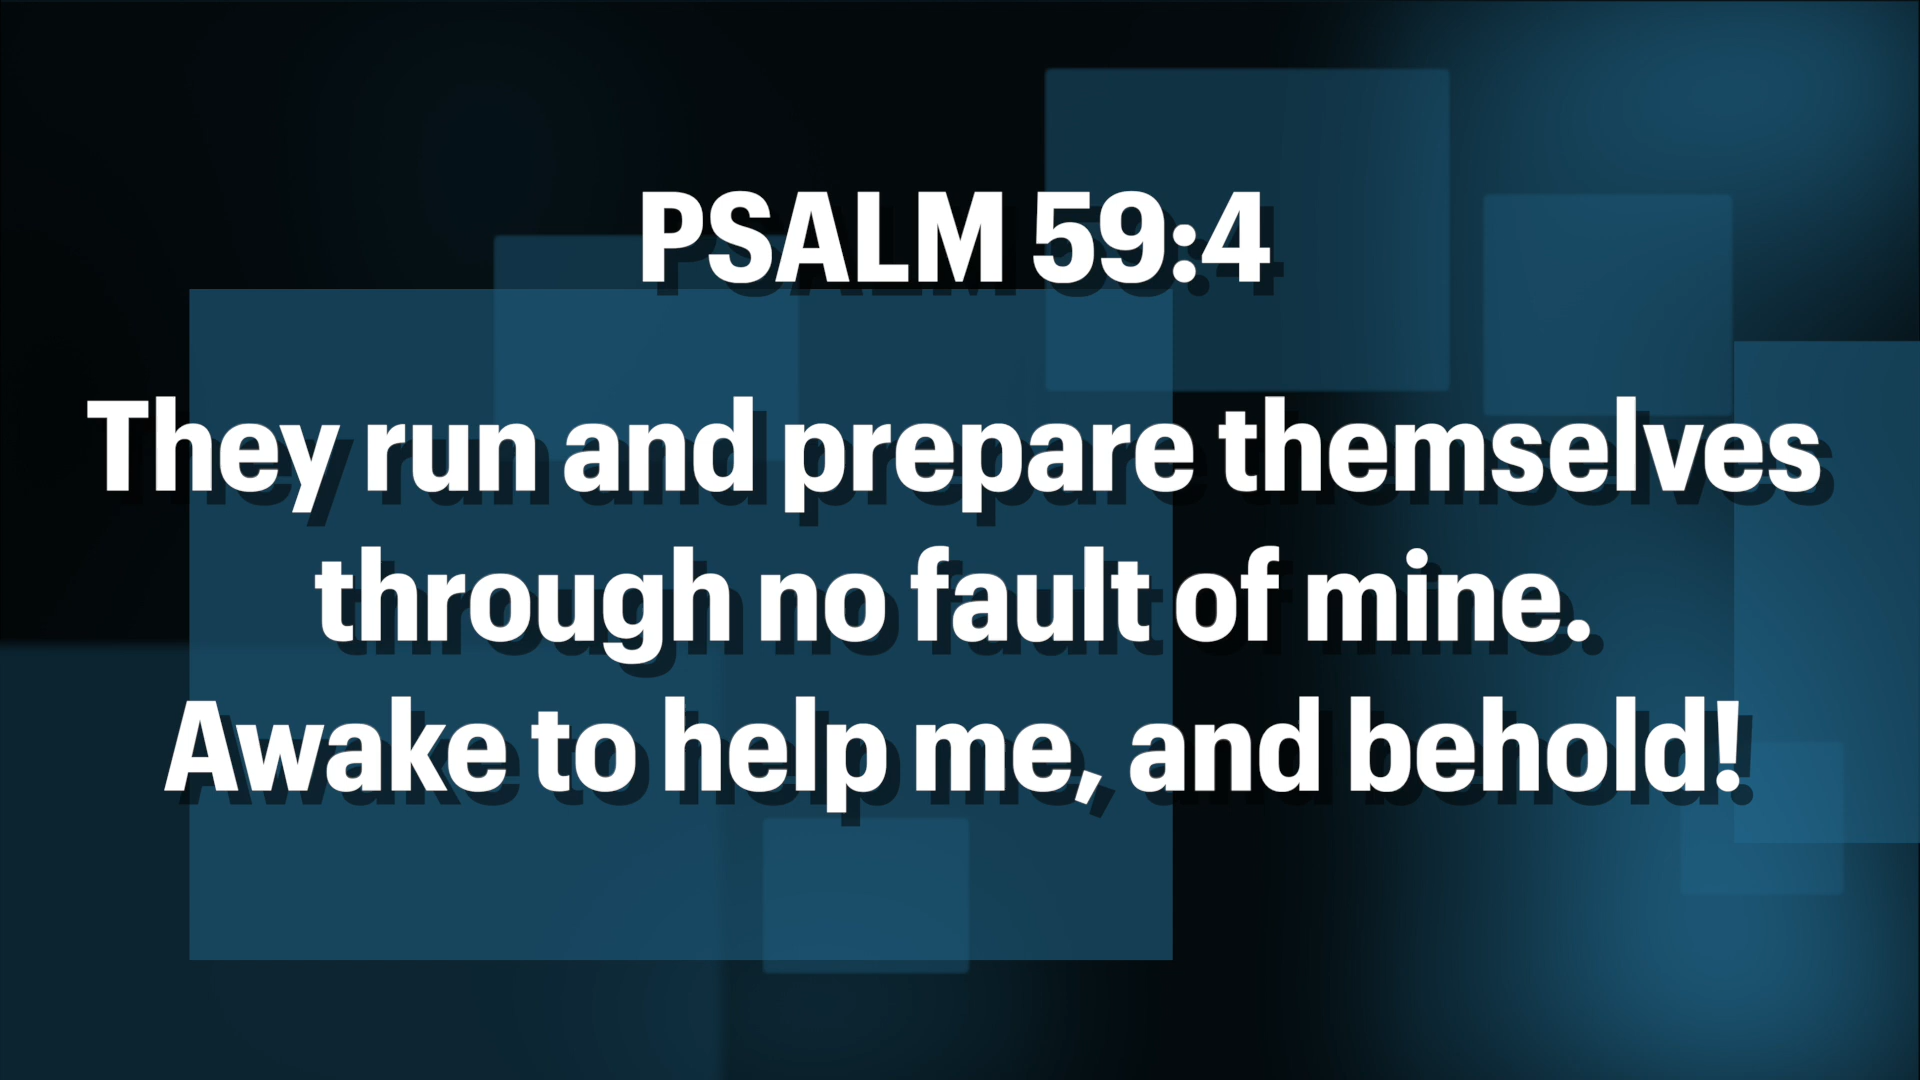 PSALM 59:4
They run and prepare themselves
through no fault of mine.
Awake to help me, and behold!